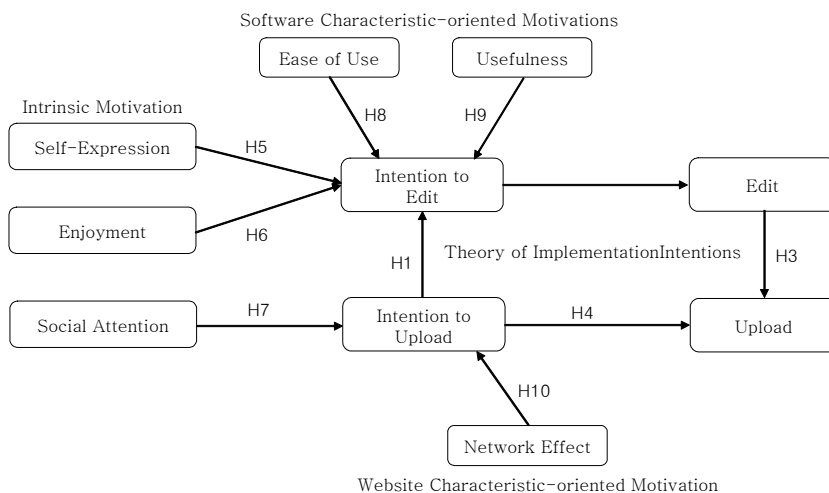 Software Characteristic-oriented Motivations
Ease of Use
Usefulness
H8
H9
Intrinsic Motivation
Self-Expression
H5
Intention to
Edit
Edit
Enjoyment
H6
H1
Theory of ImplementationIntentions
H3
Social Attention
H7
Intention to
Upload
H4
Upload
H10
Network Effect
Website Characteristic-oriented Motivation